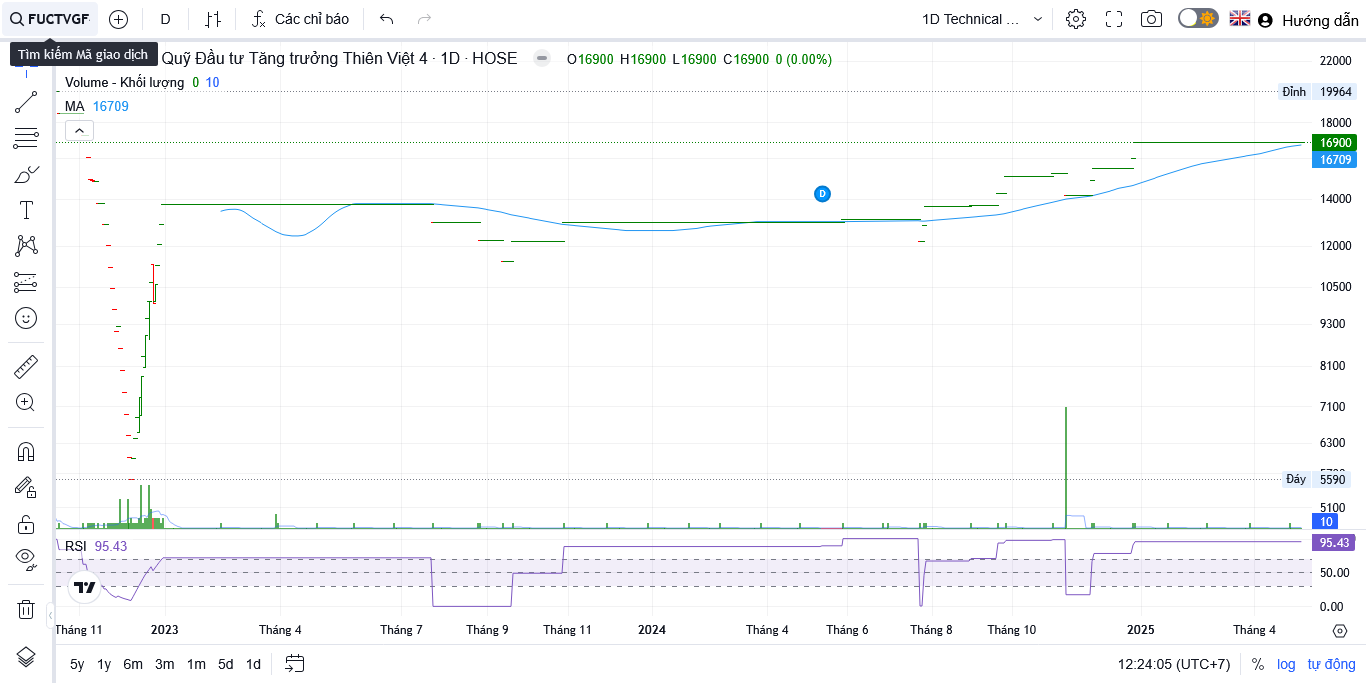 FUCTVGF
D
Các chỉ báo
1D Technical ...
Hướng dẫn
Tìm kiếm Mã giao dịch
Quỹ Đầu tư Tăng trưởng Thiên Việt 4 · 1D · HOSE
O16900 H16900 L16900 C16900 0 (0.00%)
Volume - Khối lượng 0 10
MA 16709
D
22000
Đỉnh 19964
18000
16900
16709
14000
12000
10500
9300
8100
7100
6300
Đáy 5590
5100
10
RSI 95.43
95.43
50.00
0.00
Tháng 11 2023 Tháng 4 Tháng 7 Tháng 9 Tháng 11 2024 Tháng 4 Tháng 6 Tháng 8 Tháng 10 2025 Tháng 4
5y 1y 6m 3m 1m 5d 1d
12:24:05 (UTC+7) % log tự động